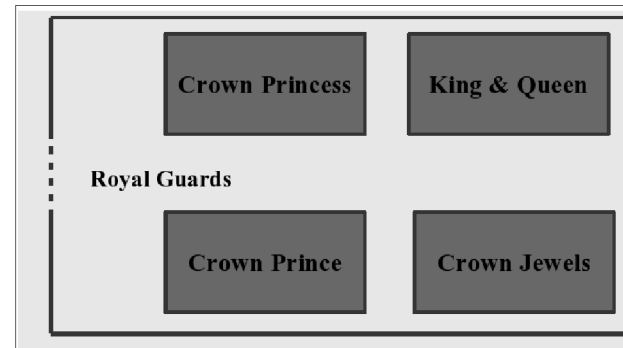 Crown Princess
King & Queen
Royal Guards
Crown Prince
Crown Jewels